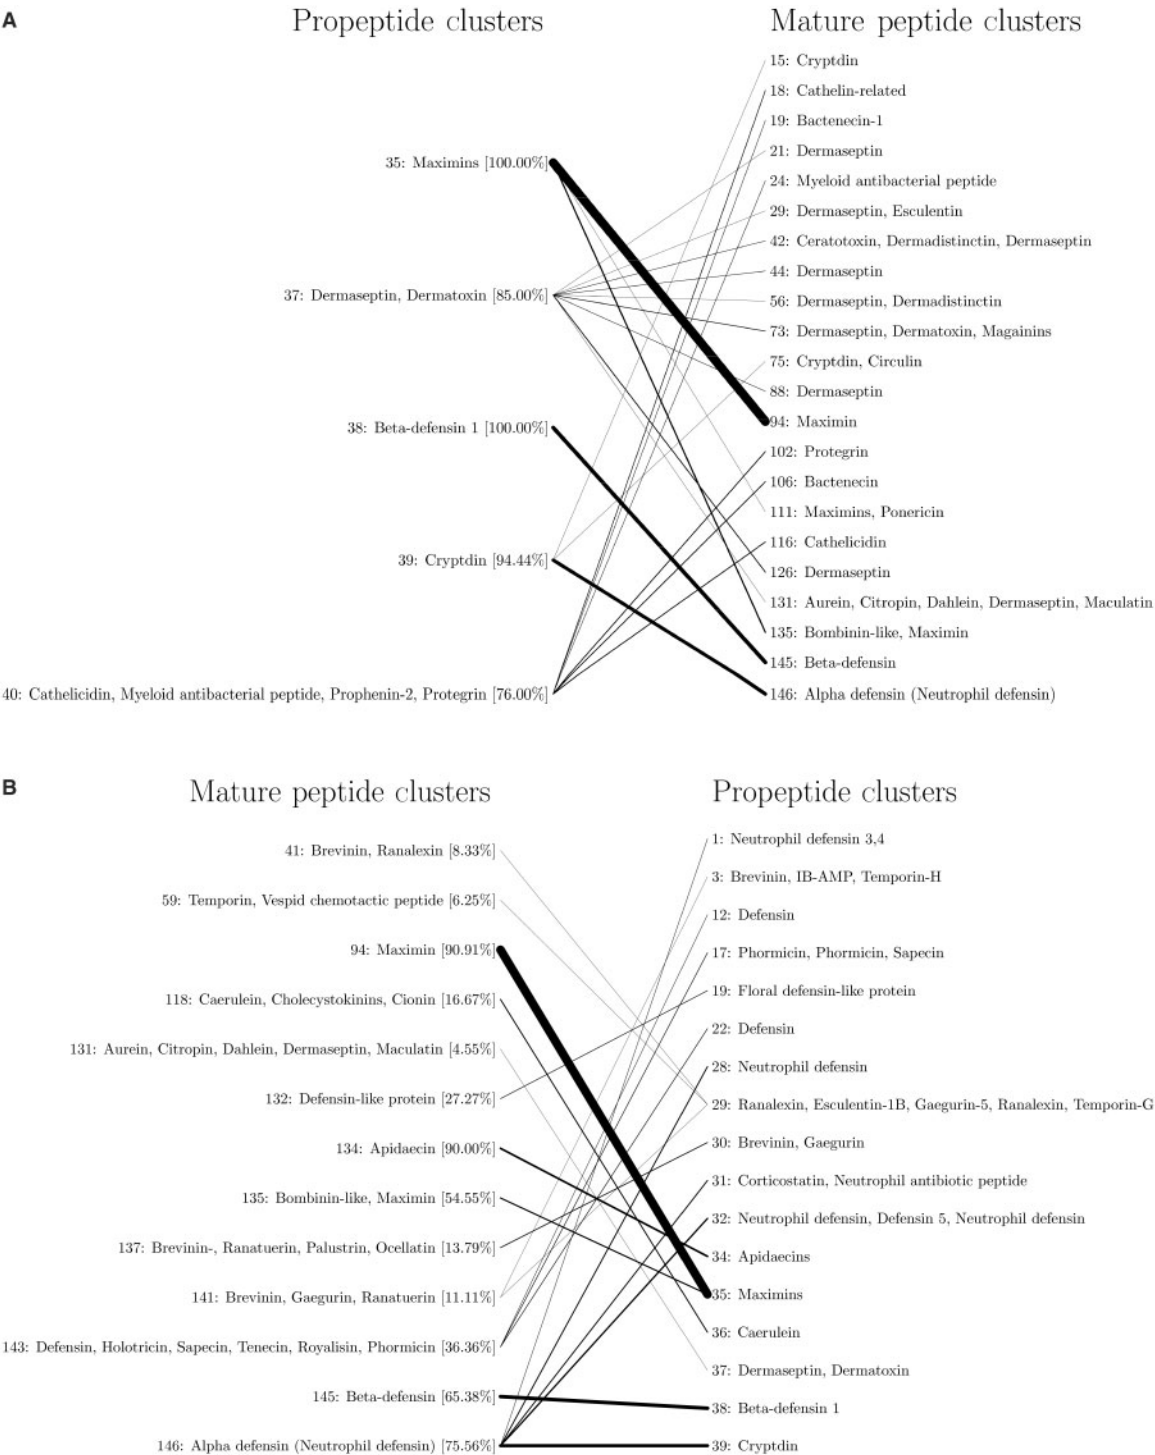 A
Propeptide clusters
Mature peptide clusters
35: Maximins [100.00%]
37: Dermaseptin, Dermatoxin [85.00%]
38: Beta-defensin 1 [100.00%]
39: Cryptdin [94.44%]
40: Cathelicidin, Myeloid antibacterial peptide, Prophenin-2, Protegrin [76.00%]
15: Cryptdin
18: Cathelin-related
19: Bactenecin-1
21: Dermaseptin
24: Myeloid antibacterial peptide
29: Dermaseptin, Esculentin
42: Ceratotoxin, Dermadistinctin, Dermaseptin
44: Dermaseptin
56: Dermaseptin, Dermadistinctin
73: Dermaseptin, Dermatoxin, Magainins
75: Cryptdin, Circulin
88: Dermaseptin
94: Maximin
102: Protegrin
106: Bactenecin
111: Maximins, Ponericin
116: Cathelicidin
126: Dermaseptin
131: Aurein, Citropin, Dahlein, Dermaseptin, Maculatin
135: Bombinin-like, Maximin
145: Beta-defensin
146: Alpha defensin (Neutrophil defensin)
B
Mature peptide clusters
Propeptide clusters
41: Brevinin, Ranalexin [8.33%]
59: Temporin, Vespid chemotactic peptide [6.25%]
94: Maximin [90.91%]
118: Caerulein, Cholecystokinins, Cionin [16.67%]
131: Aurein, Citropin, Dahlein, Dermaseptin, Maculatin [4.55%]
132: Defensin-like protein [27.27%]
134: Apidaecin [90.00%]
135: Bombinin-like, Maximin [54.55%]
137: Brevinin-, Ranatuerin, Palustrin, Ocellatin [13.79%]
141: Brevinin, Gaegurin, Ranatuerin [11.11%]
143: Defensin, Holotricin, Sapecin, Tenecin, Royalisin, Phormicin [36.36%]
145: Beta-defensin [65.38%]
146: Alpha defensin (Neutrophil defensin) [75.56%]
1: Neutrophil defensin 3,4
3: Brevinin, IB-AMP, Temporin-H
12: Defensin
17: Phormicin, Phormicin, Sapecin
19: Floral defensin-like protein
22: Defensin
28: Neutrophil defensin
29: Ranalexin, Esculentin-1B, Gaegurin-5, Ranalexin, Temporin-G
30: Brevinin, Gaegurin
31: Corticostatin, Neutrophil antibiotic peptide
32: Neutrophil defensin, Defensin 5, Neutrophil defensin
34: Apidaecins
35: Maximins
36: Caerulein
37: Dermaseptin, Dermatoxin
38: Beta-defensin 1
39: Cryptdin